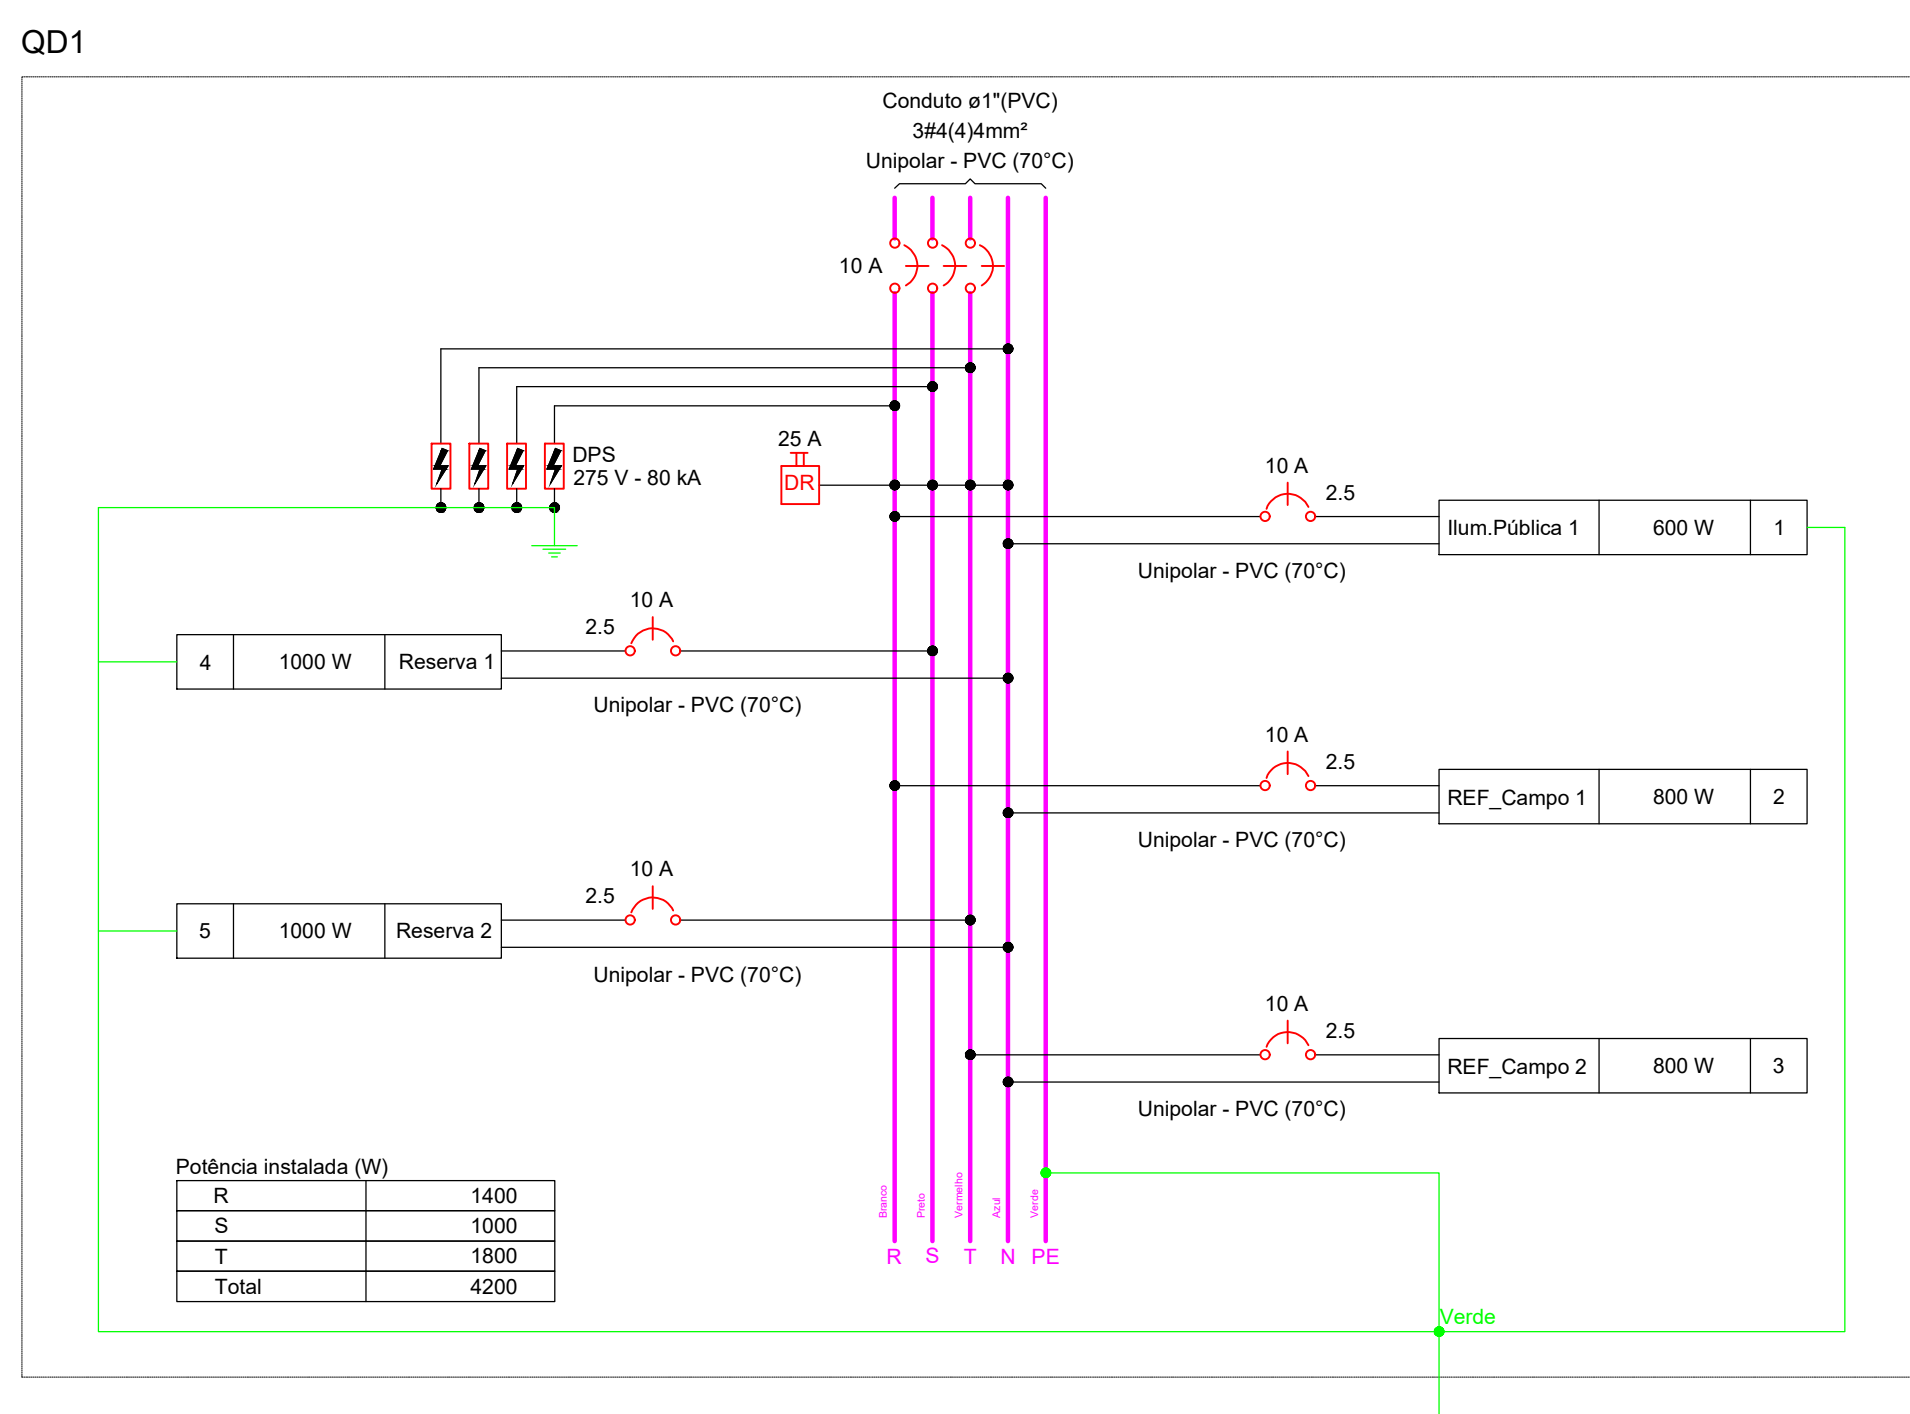 QD1
Conduto ø1"(PVC)
3#4(4)4mm²
Unipolar - PVC (70°C)
10 A
DPS
275 V - 80 kA
25 A
DR
10 A
2.5
Ilum.Pública 1 600 W 1
Unipolar - PVC (70°C)
10 A
2.5
4 1000 W Reserva 1
Unipolar - PVC (70°C)
10 A
2.5
REF_Campo 1 800 W 2
Unipolar - PVC (70°C)
10 A
2.5
5 1000 W Reserva 2
Unipolar - PVC (70°C)
10 A
2.5
REF_Campo 2 800 W 3
Unipolar - PVC (70°C)
Potência instalada (W)
R 1400
S 1000
T 1800
Total 4200
Branco
Preto
Vermelho
Azul
Verde
R S T N PE
Verde